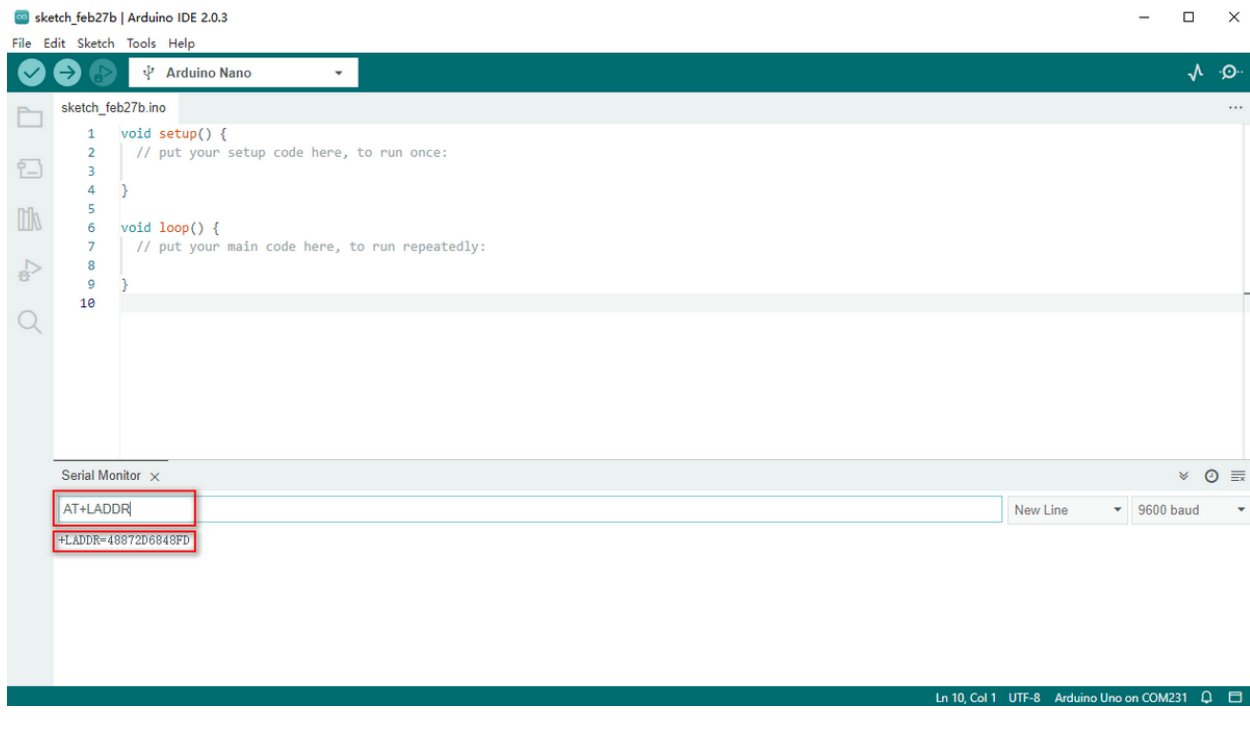 sketch_feb27b | Arduino IDE 2.0.3
File Edit Sketch Tools Help
Arduino Nano
sketch_feb27b.ino
...
1 void setup() {
2 // put your setup code here, to run once:
3
4 }
5
6 void loop() {
7 // put your main code here, to run repeatedly:
8
9 }
10
Serial Monitor
AT+LADDR
New Line
9600 baud
+LADDR=48872D6848FD
Ln 10, Col 1 UTF-8 Arduino Uno on COM231